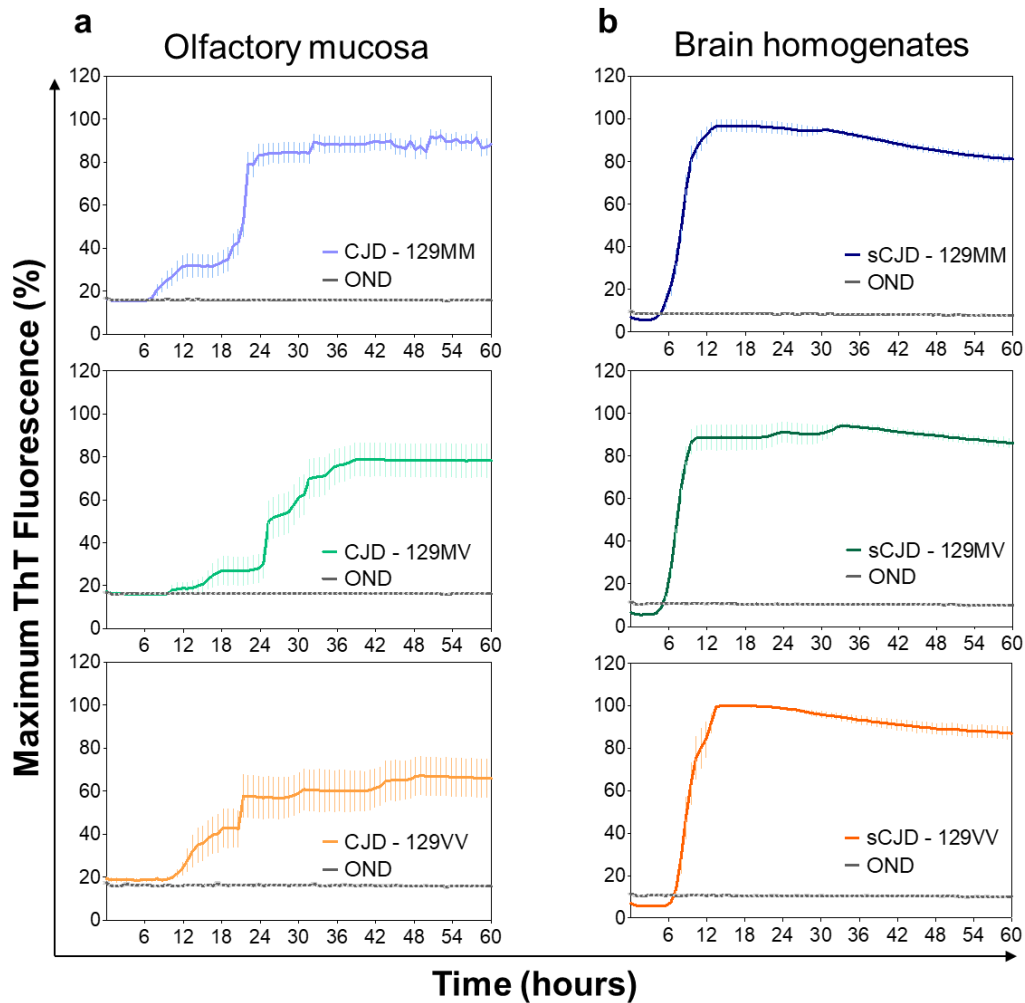 a
Olfactory mucosa
b
Brain homogenates
Maximum ThT Fluorescence (%)
120
100
80
60
40
20
0
CJD - 129MM
OND
6 12 18 24 30 36 42 48 54 60
120
100
80
60
40
20
0
sCJD - 129MM
OND
6 12 18 24 30 36 42 48 54 60
120
100
80
60
40
20
0
CJD - 129MV
OND
6 12 18 24 30 36 42 48 54 60
120
100
80
60
40
20
0
sCJD - 129MV
OND
6 12 18 24 30 36 42 48 54 60
120
100
80
60
40
20
0
CJD - 129VV
OND
6 12 18 24 30 36 42 48 54 60
120
100
80
60
40
20
0
sCJD - 129VV
OND
6 12 18 24 30 36 42 48 54 60
Time (hours)